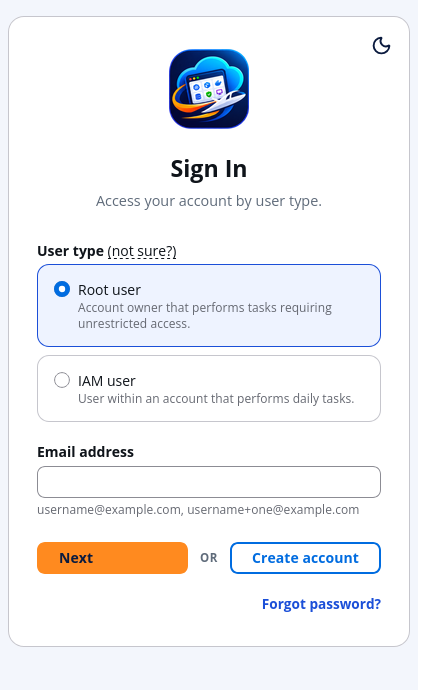 Sign In
Access your account by user type.
User type (not sure?)
Root user
Account owner that performs tasks requiring
unrestricted access.
IAM user
User within an account that performs daily tasks.
Email address
username@example.com, username+one@example.com
Next OR Create account
Forgot password?